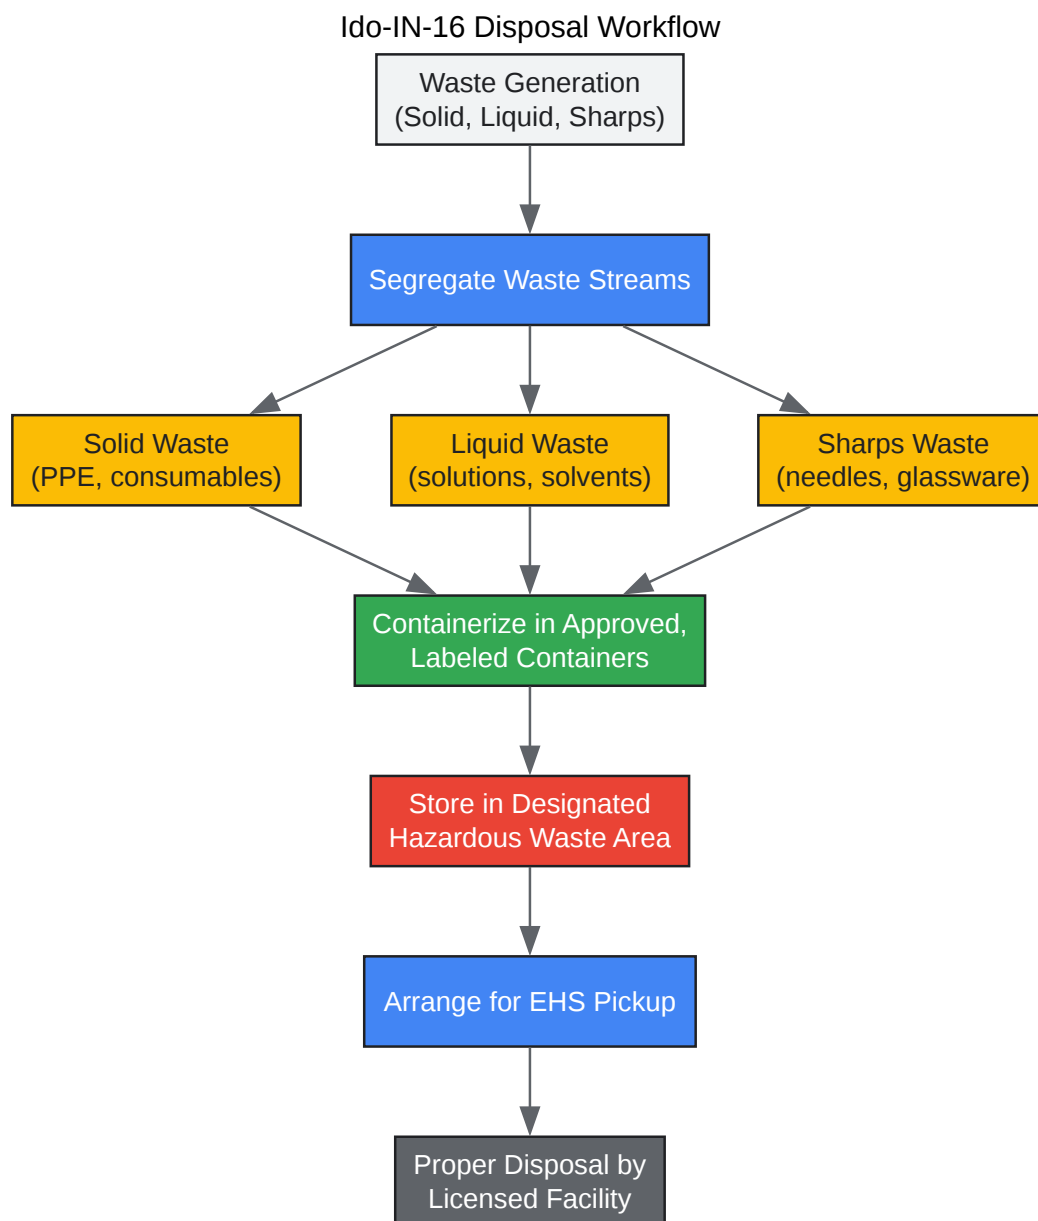 Ido-IN-16 Disposal Workflow
Waste Generation
(Solid, Liquid, Sharps)
Segregate Waste Streams
Solid Waste
(PPE, consumables)
Liquid Waste
(solutions, solvents)
Sharps Waste
(needles, glassware)
Containerize in Approved,
Labeled Containers
Store in Designated
Hazardous Waste Area
Arrange for EHS Pickup
Proper Disposal by
Licensed Facility